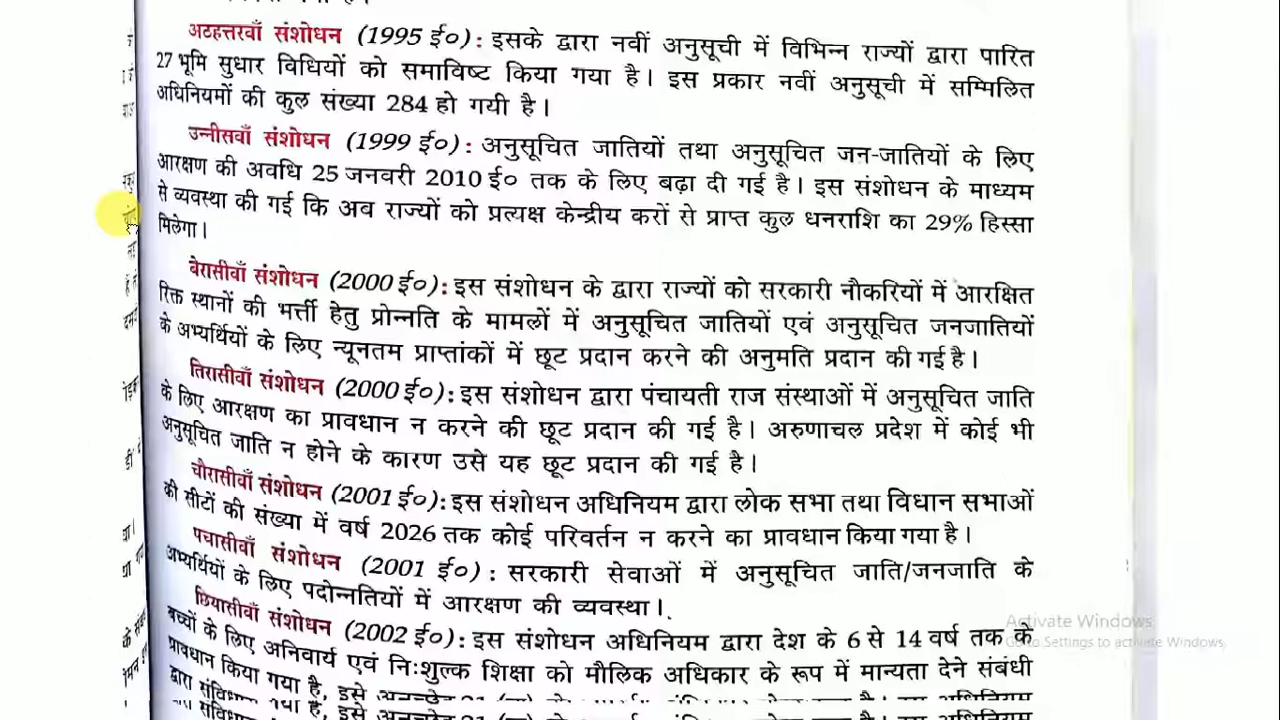 अठहत्तरवाँ संशोधन (1995 ई०) : इसके द्वारा नवीं अनुसूची में विभिन्न राज्यों द्वारा पारित
27 भूमि सुधार विधियों को समाविष्ट किया गया है। इस प्रकार नवीं अनुसूची में सम्मिलित
अधिनियमों की कुल संख्या 284 हो गयी है।
उन्नीसवाँ संशोधन (1999 ई०) : अनुसूचित जातियों तथा अनुसूचित जन-जातियों के लिए
आरक्षण की अवधि 25 जनवरी 2010 ई० तक के लिए बढ़ा दी गई है। इस संशोधन के माध्यम
से व्यवस्था की गई कि अब राज्यों को प्रत्यक्ष केन्द्रीय करों से प्राप्त कुल धनराशि का 29% हिस्सा
मिलेगा।
बेरासीवाँ संशोधन (2000 ई०) : इस संशोधन के द्वारा राज्यों को सरकारी नौकरियों में आरक्षित
रिक्त स्थानों की भर्त्ती हेतु प्रोन्नति के मामलों में अनुसूचित जातियों एवं अनुसूचित जनजातियों
के अभ्यर्थियों के लिए न्यूनतम प्राप्तांकों में छूट प्रदान करने की अनुमति प्रदान की गई है।
तिरासीवाँ संशोधन (2000 ई०) : इस संशोधन द्वारा पंचायती राज संस्थाओं में अनुसूचित जाति
के लिए आरक्षण का प्रावधान न करने की छूट प्रदान की गई है। अरुणाचल प्रदेश में कोई भी
अनुसूचित जाति न होने के कारण उसे यह छूट प्रदान की गई है।
चौरासीवाँ संशोधन (2001 ई०) : इस संशोधन अधिनियम द्वारा लोक सभा तथा विधान सभाओं
की सीटों की संख्या में वर्ष 2026 तक कोई परिवर्तन न करने का प्रावधान किया गया है।
पचासीवाँ संशोधन (2001 ई०) : सरकारी सेवाओं में अनुसूचित जाति/जनजाति के
अभ्यर्थियों के लिए पदोन्नतियों में आरक्षण की व्यवस्था।
छियासीवाँ संशोधन (2002 ई०) : इस संशोधन अधिनियम द्वारा देश के 6 से 14 वर्ष तक के
बच्चों के लिए अनिवार्य एवं निःशुल्क शिक्षा को मौलिक अधिकार के रूप में मान्यता देने संबंधी
प्रावधान किया गया है, इसे
Activate Windows
Go to Settings to activate Windows.